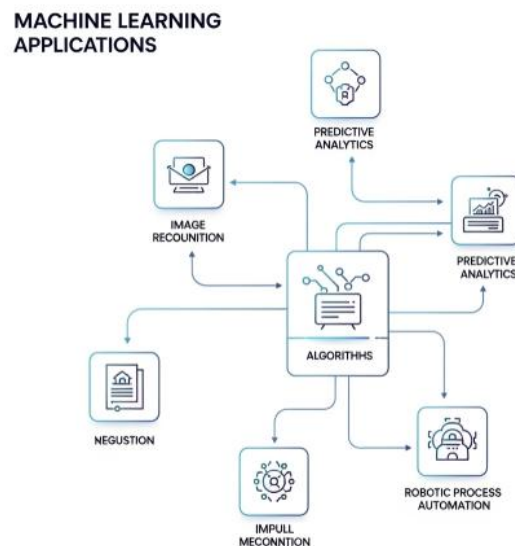 MACHINE LEARNING
APPLICATIONS
PREDICTIVE
ANALYTICS
IMAGE
RECOUNITION
PREDICTIVE
ANALYTICS
ALGORITHHS
NEGUSTION
ROBOTIC PROCESS
AUTOMATION
IMPULL
MECONNTION